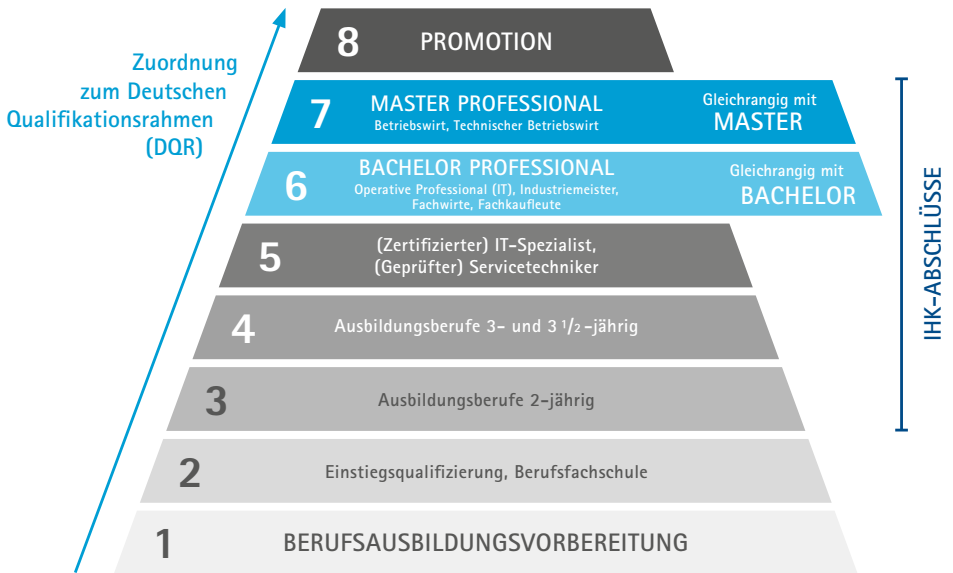 Zuordnung
zum Deutschen
Qualifikationsrahmen
(DQR)
8 PROMOTION
7 MASTER PROFESSIONAL
Betriebswirt, Technischer Betriebswirt
Gleichrangig mit
MASTER
6 BACHELOR PROFESSIONAL
Operative Professional (IT), Industriemeister,
Fachwirte, Fachkaufleute
Gleichrangig mit
BACHELOR
5 (Zertifizierter) IT-Spezialist,
(Geprüfter) Servicetechniker
4 Ausbildungsberufe 3- und 3 1/2 -jährig
3 Ausbildungsberufe 2-jährig
2 Einstiegsqualifizierung, Berufsfachschule
1 BERUFSAUSBILDUNGSVORBEREITUNG
IHK-ABSCHLÜSSE